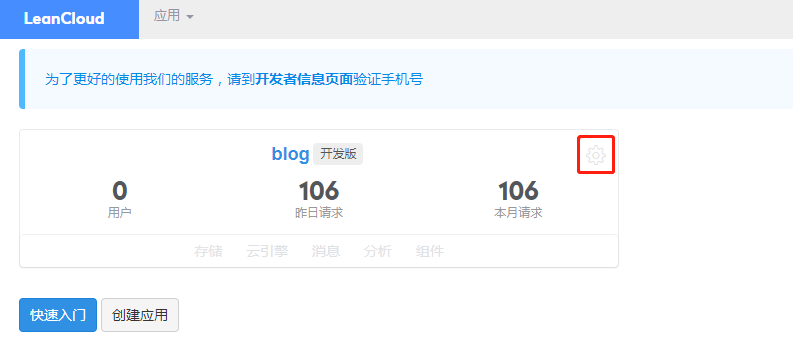 LeanCloud 应用
为了更好的使用我们的服务，请到开发者信息页面验证手机号
blog 开发版
0 106 106
用户 昨日请求 本月请求
存储 云引擎 消息 分析 组件
快速入门 创建应用